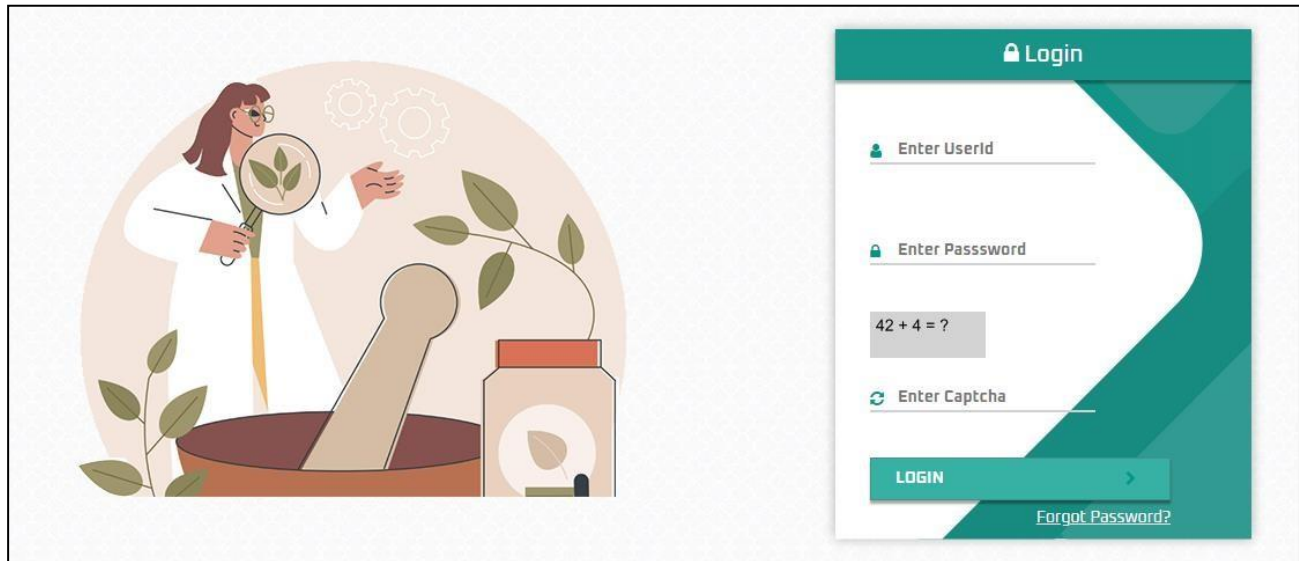 Login
Enter UserId
Enter Passsword
42 + 4 = ?
Enter Captcha
LOGIN
Forgot Password?